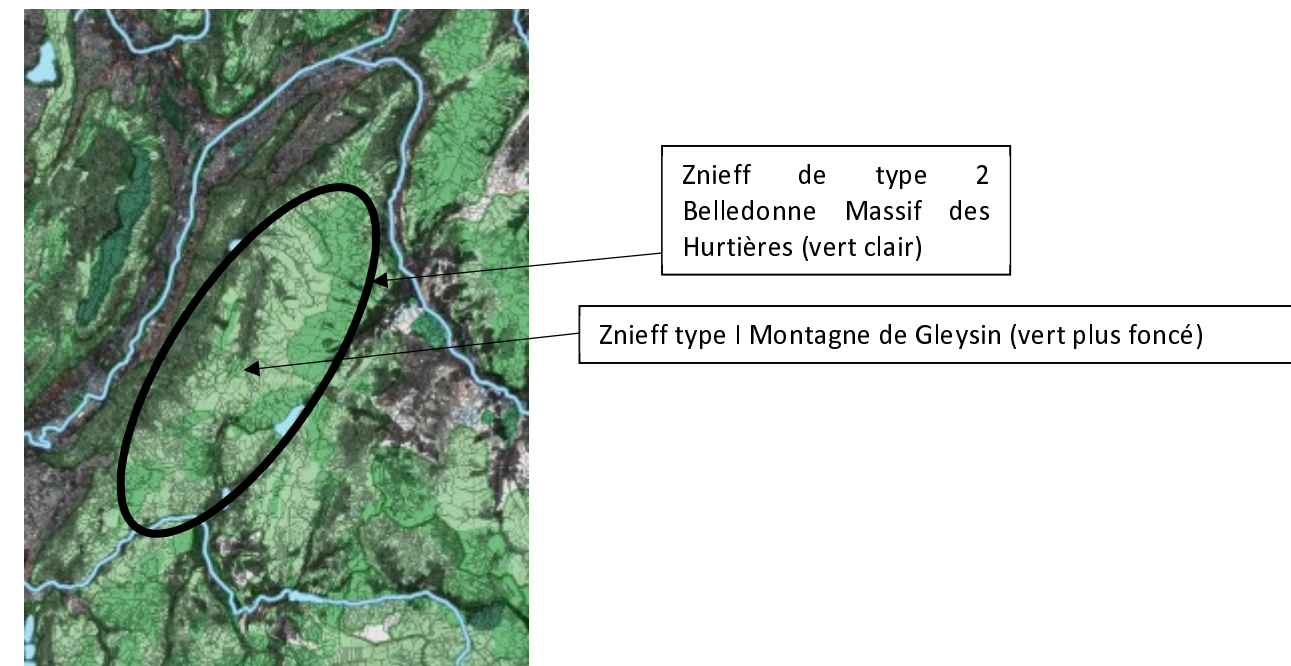 Znieff de type 2
Belledonne Massif des
Hurtières (vert clair)
Znieff type I Montagne de Gleysin (vert plus foncé)